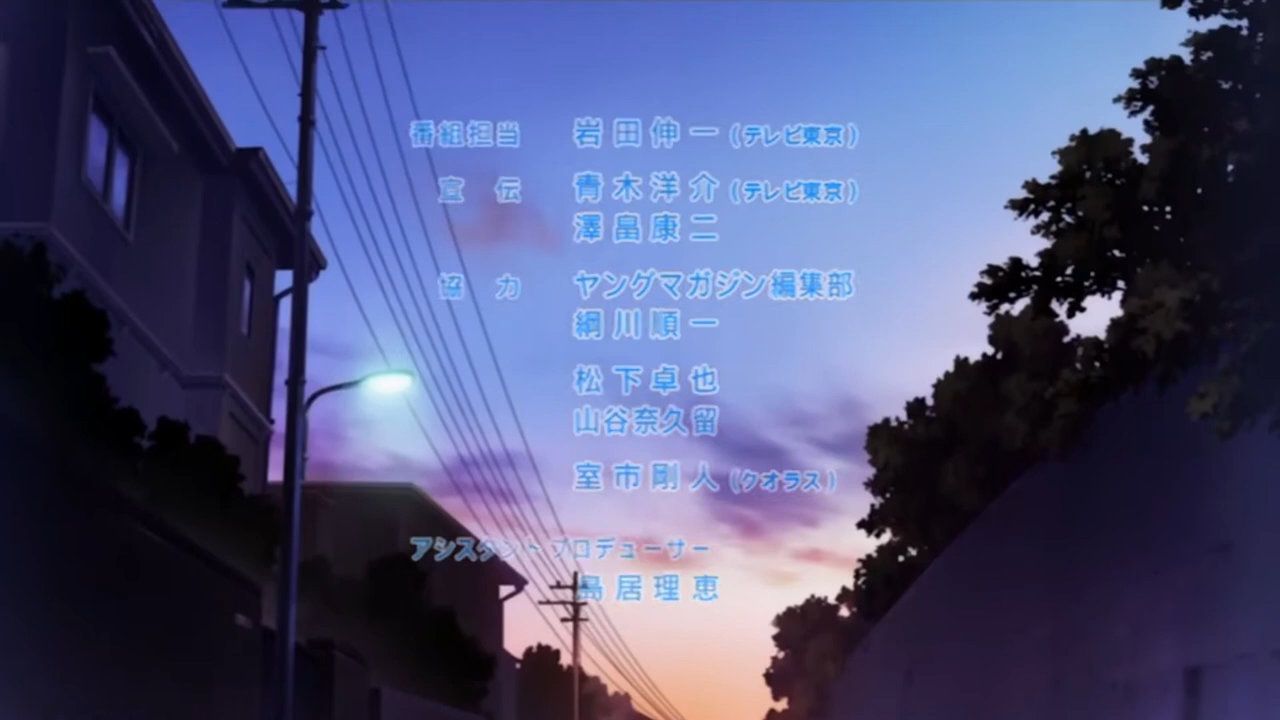 番組担当 岩田伸一(テレビ東京)
宣 伝 青木洋介(テレビ東京)
澤畠康二
協 力 ヤングマガジン編集部
綱川順一
松下卓也
山谷奈久留
室市剛人(クオラス)
アシスタントプロデューサー
鳥居理恵